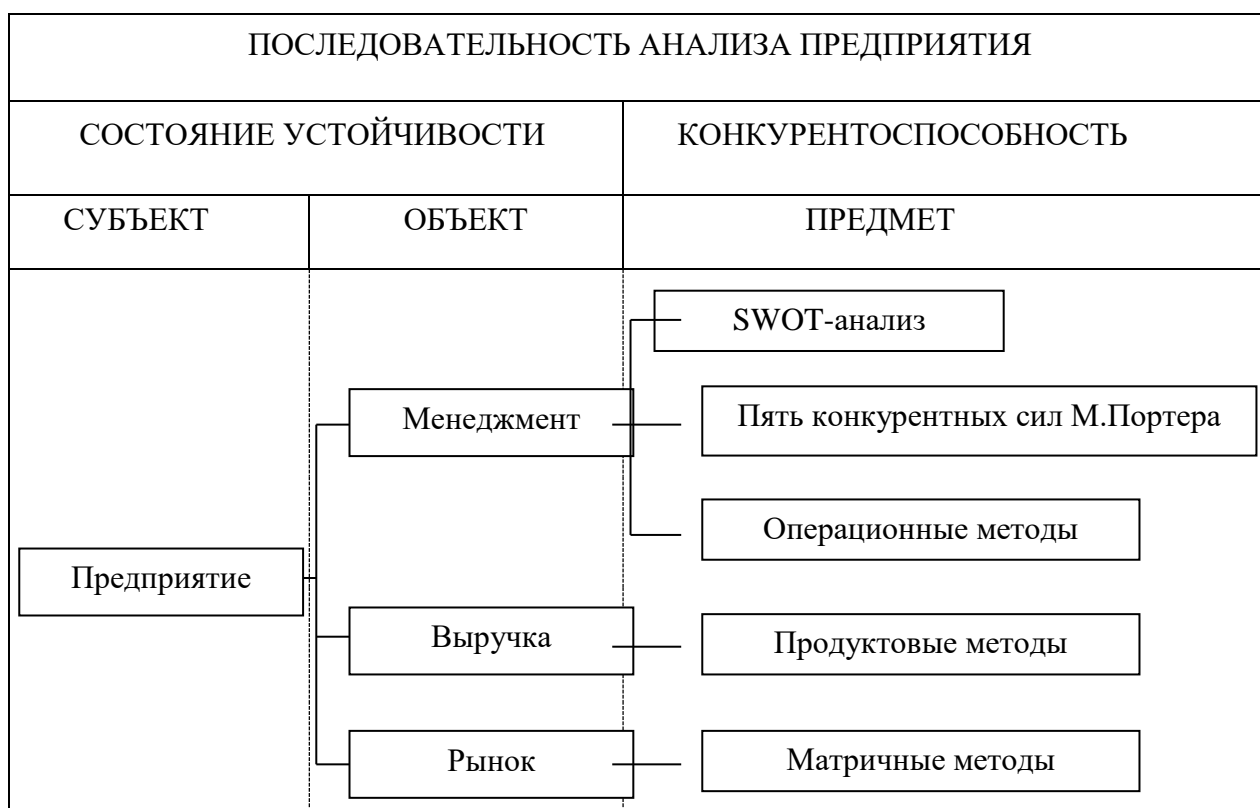 ПОСЛЕДОВАТЕЛЬНОСТЬ АНАЛИЗА ПРЕДПРИЯТИЯ
СОСТОЯНИЕ УСТОЙЧИВОСТИ
КОНКУРЕНТОСПОСОБНОСТЬ
СУБЪЕКТ
ОБЪЕКТ
ПРЕДМЕТ
SWOT-анализ
Менеджмент
Пять конкурентных сил М.Портера
Операционные методы
Предприятие
Выручка
Продуктовые методы
Рынок
Матричные методы